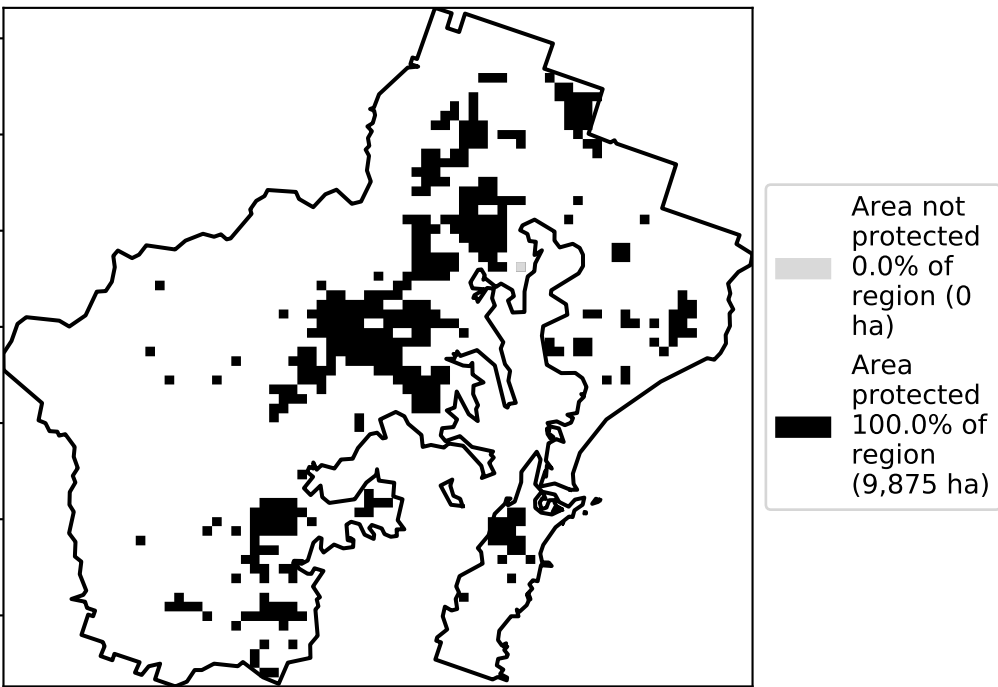 Area not
protected
0.0% of
region (0
ha)
Area
protected
100.0% of
region
(9,875 ha)